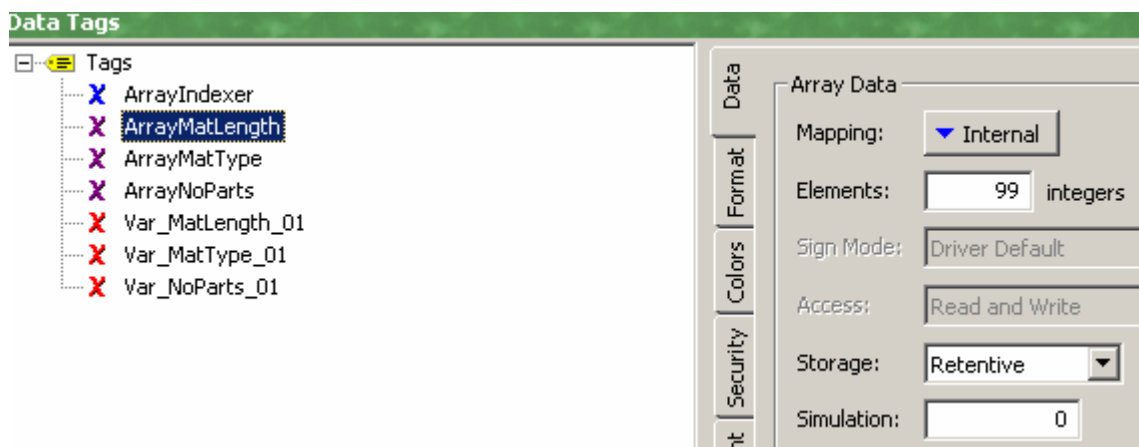 Data Tags
Tags
ArrayIndexer
ArrayMatLength
ArrayMatType
ArrayNoParts
Var_MatLength_01
Var_MatType_01
Var_NoParts_01
Data
Format
Colors
Security
Array Data
Mapping: Internal
Elements: 99 integers
Sign Mode: Driver Default
Access: Read and Write
Storage: Retentive
Simulation: 0